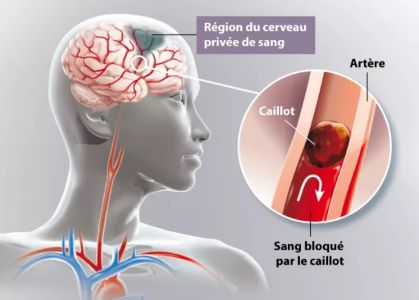 Région du cerveau
privée de sang
Artère
Caillot
Sang bloqué
par le caillot